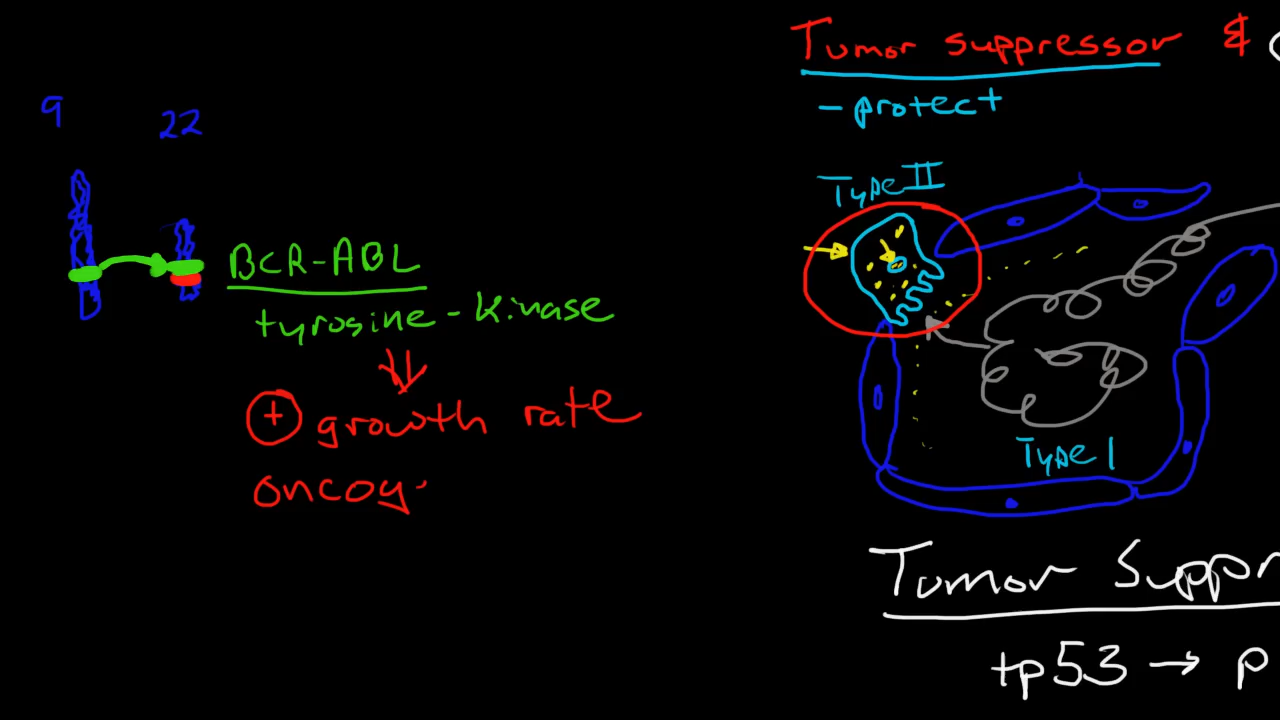 9
22
BCR-ABL
tyrosine-kinase
+ growth rate
oncog
Tumor suppressor &
- protect
Type II
Type I
Tumor Suppr
tp53 → p